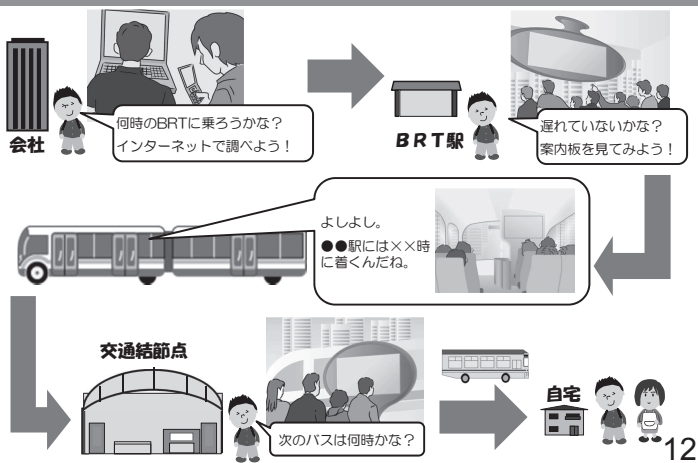 何時のBRTに乗ろうかな？
インターネットで調べよう！
会社
遅れていないかな？
案内板を見てみよう！
BRT駅
よしよし。
●●駅には××時
に着くんだね。
交通結節点
次のバスは何時かな？
自宅
12